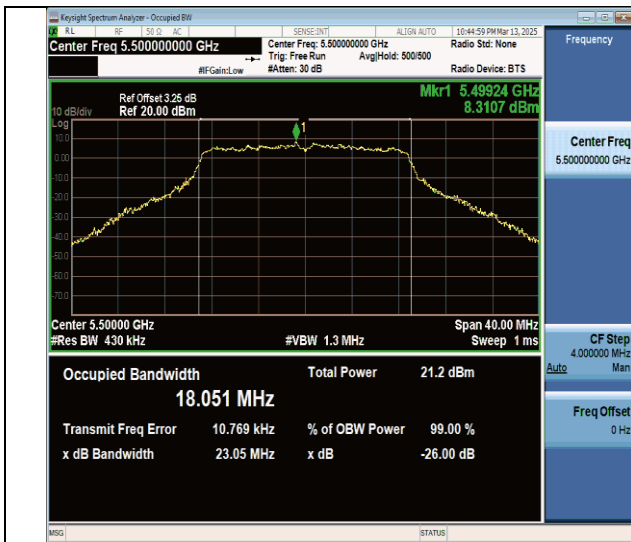 Keysight Spectrum Analyzer - Occupied BW
RL RF 50 Ω AC SENSE:INT ALIGN AUTO 10:44:59 PM Mar 13, 2025
Center Freq 5.500000000 GHz
Center Freq: 5.500000000 GHz
Radio Std: None
Trig: Free Run Avg|Hold: 500/500
#IFGain:Low #Atten: 30 dB Radio Device: BTS
Ref Offset 3.25 dB
Ref 20.00 dBm
10 dB/div
Log
Mkr1 5.49924 GHz
8.3107 dBm
1
10.0
0.00
-10.0
-20.0
-30.0
-40.0
-50.0
-60.0
-70.0
Center 5.50000 GHz Span 40.00 MHz
#Res BW 430 kHz #VBW 1.3 MHz Sweep 1 ms
Occupied Bandwidth Total Power 21.2 dBm
18.051 MHz
Transmit Freq Error 10.769 kHz % of OBW Power 99.00 %
x dB Bandwidth 23.05 MHz x dB -26.00 dB
MSG STATUS
Frequency
Center Freq
5.500000000 GHz
CF Step
4.000000 MHz
Auto Man
Freq Offset
0 Hz